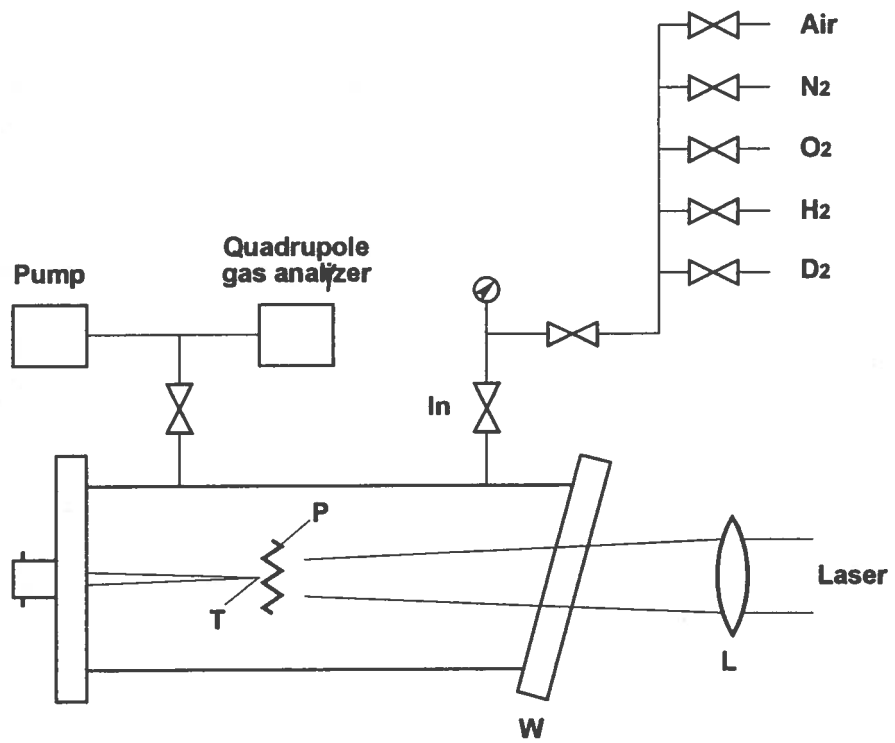 Air
N2
O2
H2
D2
Quadrupole
gas analizer
Pump
In
P
T
Laser
L
W